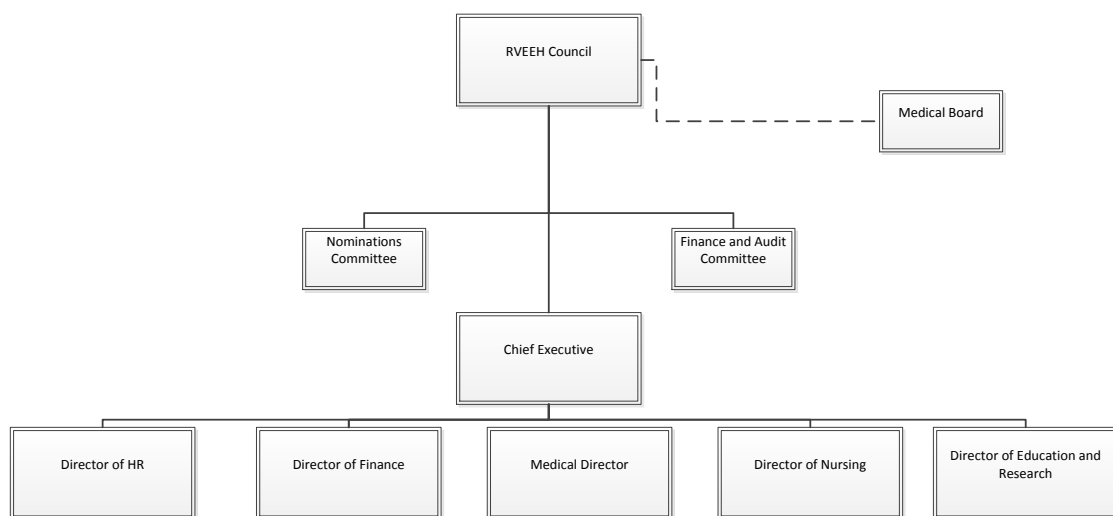 RVEEH Council
Medical Board
Nominations
Committee
Finance and Audit
Committee
Chief Executive
Director of HR
Director of Finance
Medical Director
Director of Nursing
Director of Education and
Research